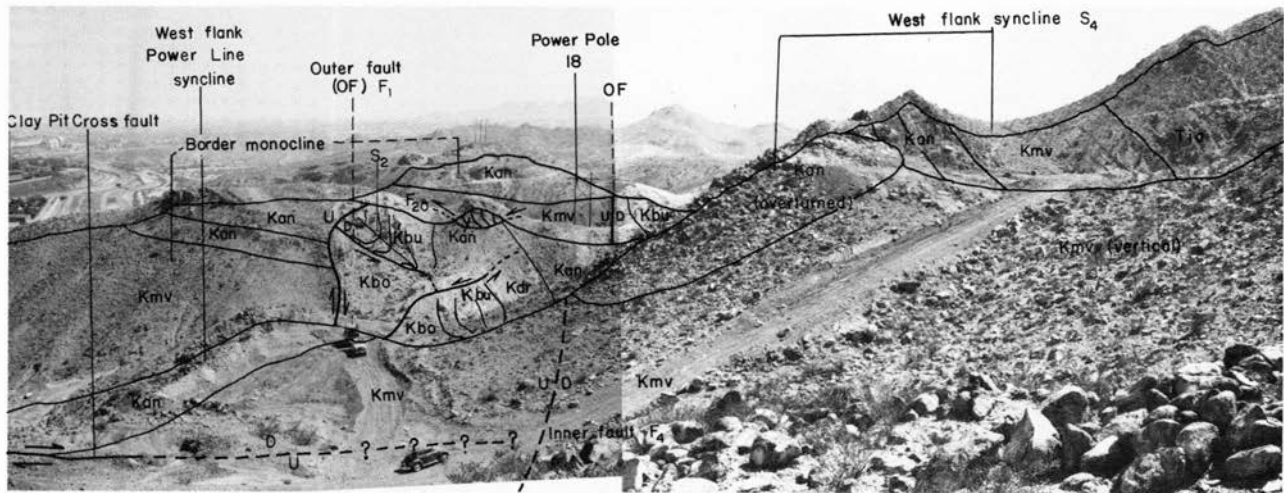 West flank
Power Line
syncline
Outer fault
(OF) F₁
Power Pole
18
OF
West flank syncline S₄
Clay Pit Cross fault
Border monocline
S₂
Kan
Kan
Kmv
Tia
F₂₀
Kan
(overturned)
Kan
U
D
Kbu
Kan
Kmv
U D
Kbu
Kan
Kmv
Kbo
Kan
Kdr
Kbu
Kbo
Kmv (vertical)
Kan
Kmv
U D
Kmv
D
U
? ? ? ?
Inner fault F₄